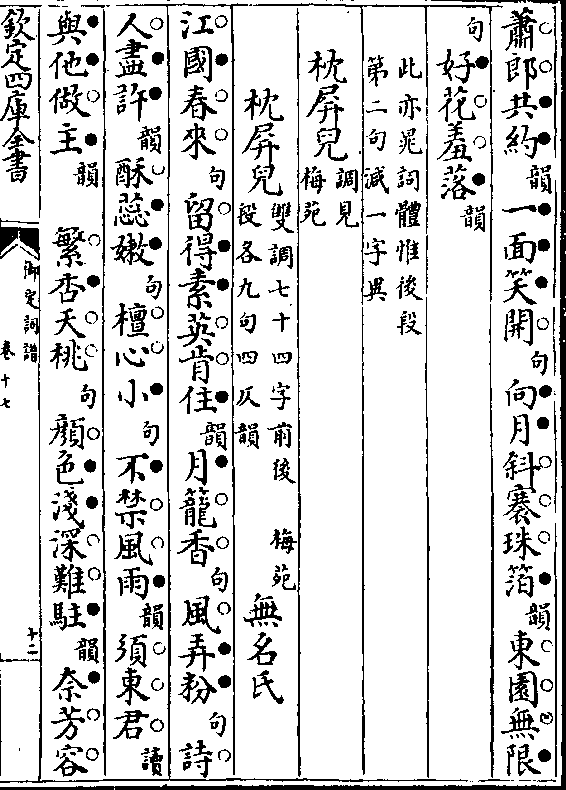 蕭郎共約韻一面笑開句向月斜褰珠箔韻東園無限
句好花羞落韻
此亦晁詞體惟後段
第二句減一字異
枕屏兒調見
梅苑
枕屏兒雙調七十四字前後
段各九句四仄韻 梅苑無名氏
江國春來句留得素英肯住韻月籠香句風弄粉句詩
人盡許韻酥蕊嫩句檀心小句不禁風雨韻須東君讀
與他做主韻 繁杏夭桃句顏色淺深難駐韻奈芳容
欽定四庫全書
御定詞譜
卷十七
十二